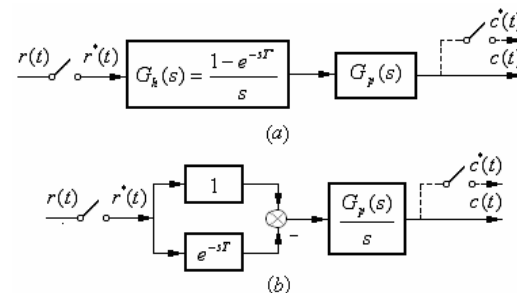 r(t) r*(t) G_h(s) = (1 - e^{-sT}) / s G_p(s) c*(t)
c(t)
(a)
r(t) r*(t) 1 G_p(s) / s c*(t)
c(t)
−
e^{-sT}
(b)